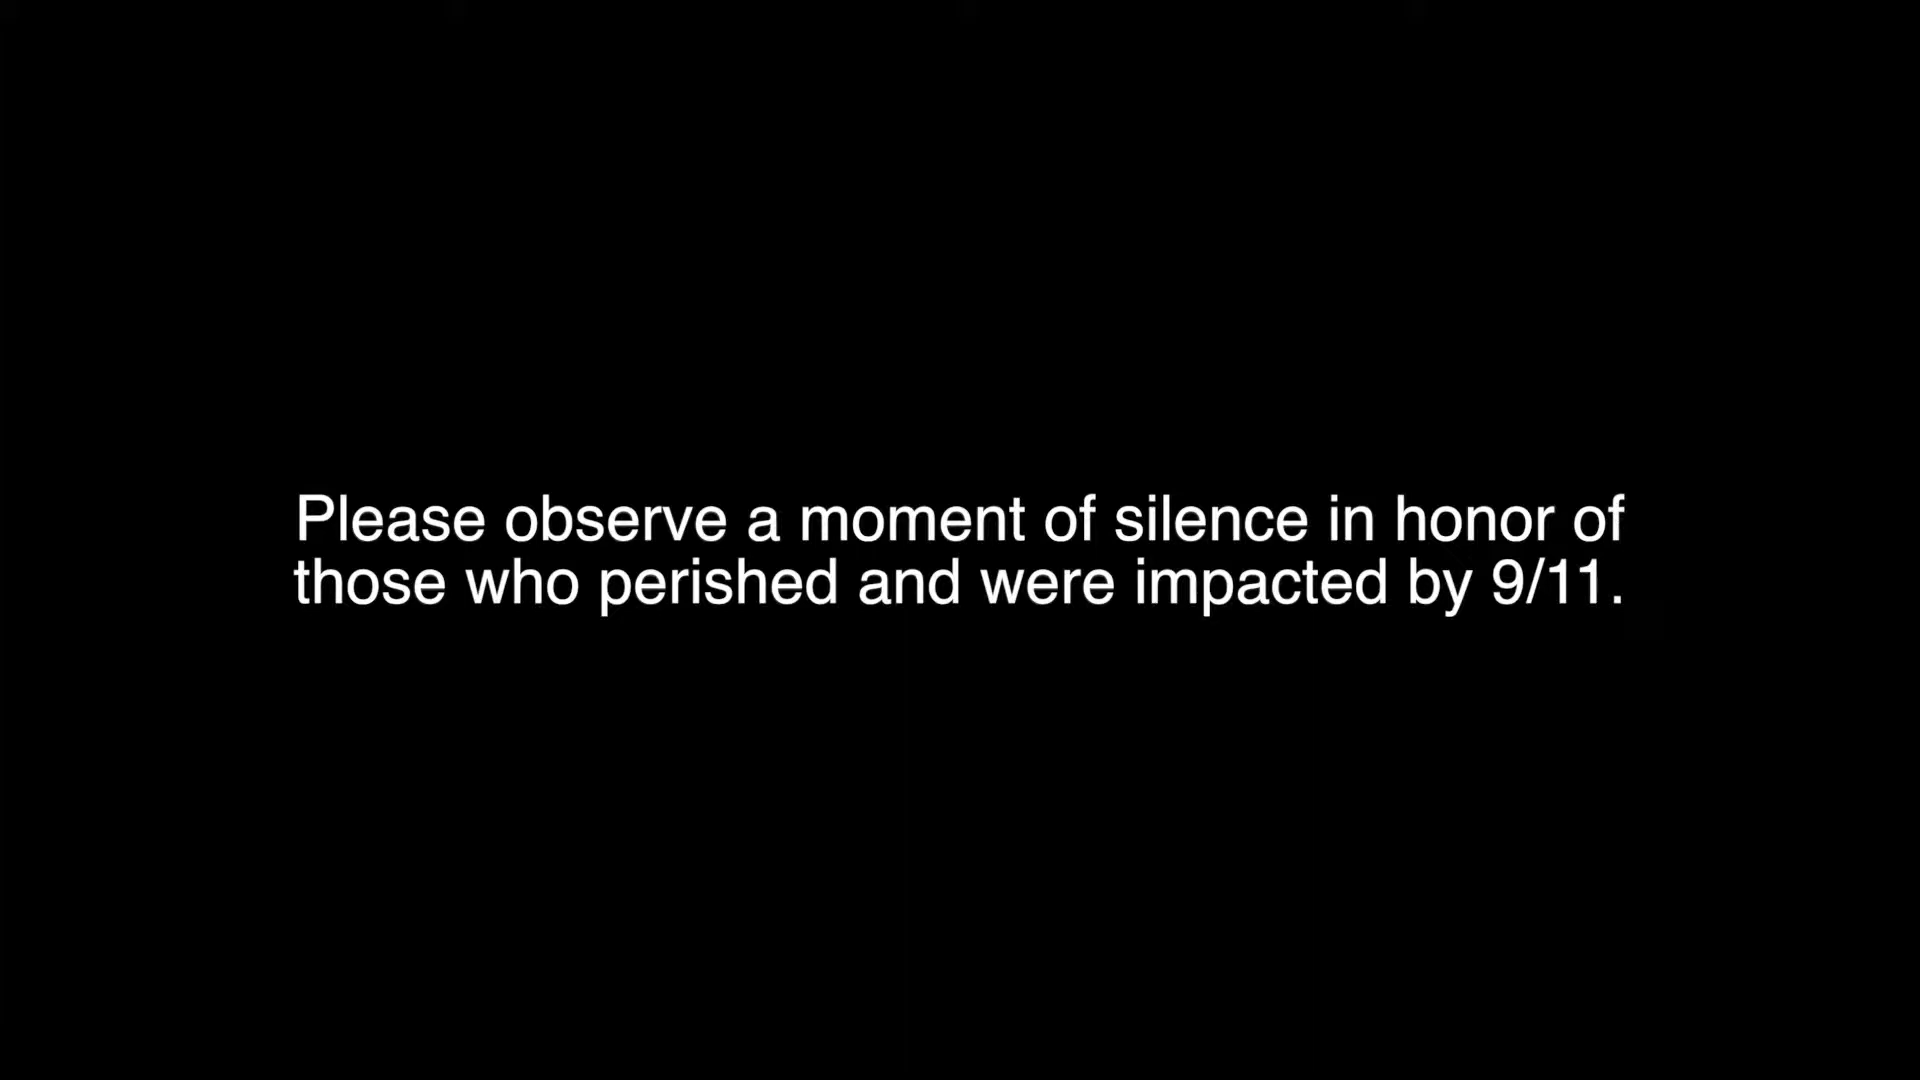 Please observe a moment of silence in honor of
those who perished and were impacted by 9/11.